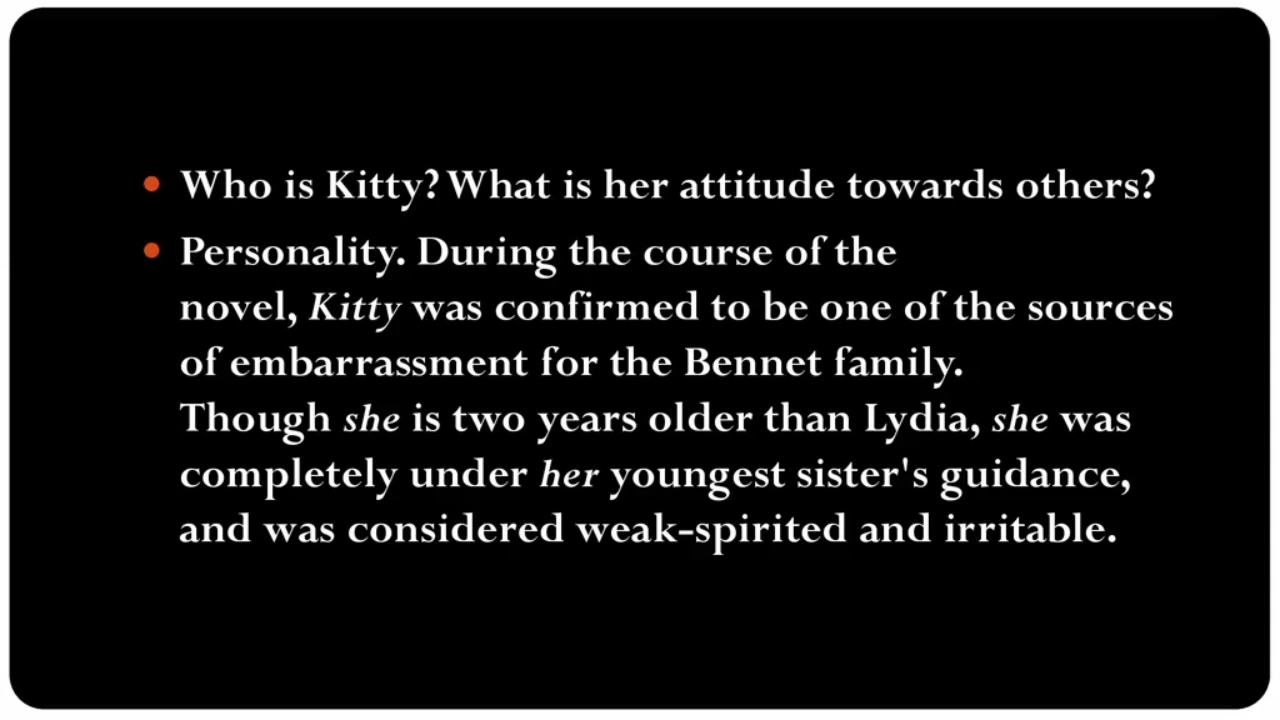 • Who is Kitty? What is her attitude towards others?
• Personality. During the course of the
novel, Kitty was confirmed to be one of the sources
of embarrassment for the Bennet family.
Though she is two years older than Lydia, she was
completely under her youngest sister's guidance,
and was considered weak-spirited and irritable.